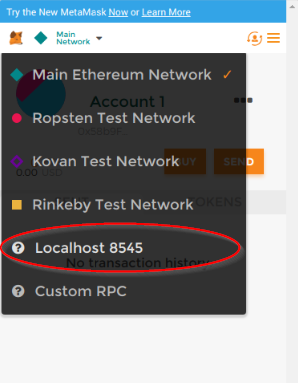 Try the New MetaMask Now or Learn More
Main
Network
Main Ethereum Network
Account 1
Ropsten Test Network
Kovan Test Network
0.00 USD
BUY
SEND
Rinkeby Test Network
TOKENS
Localhost 8545
No transaction history
Custom RPC